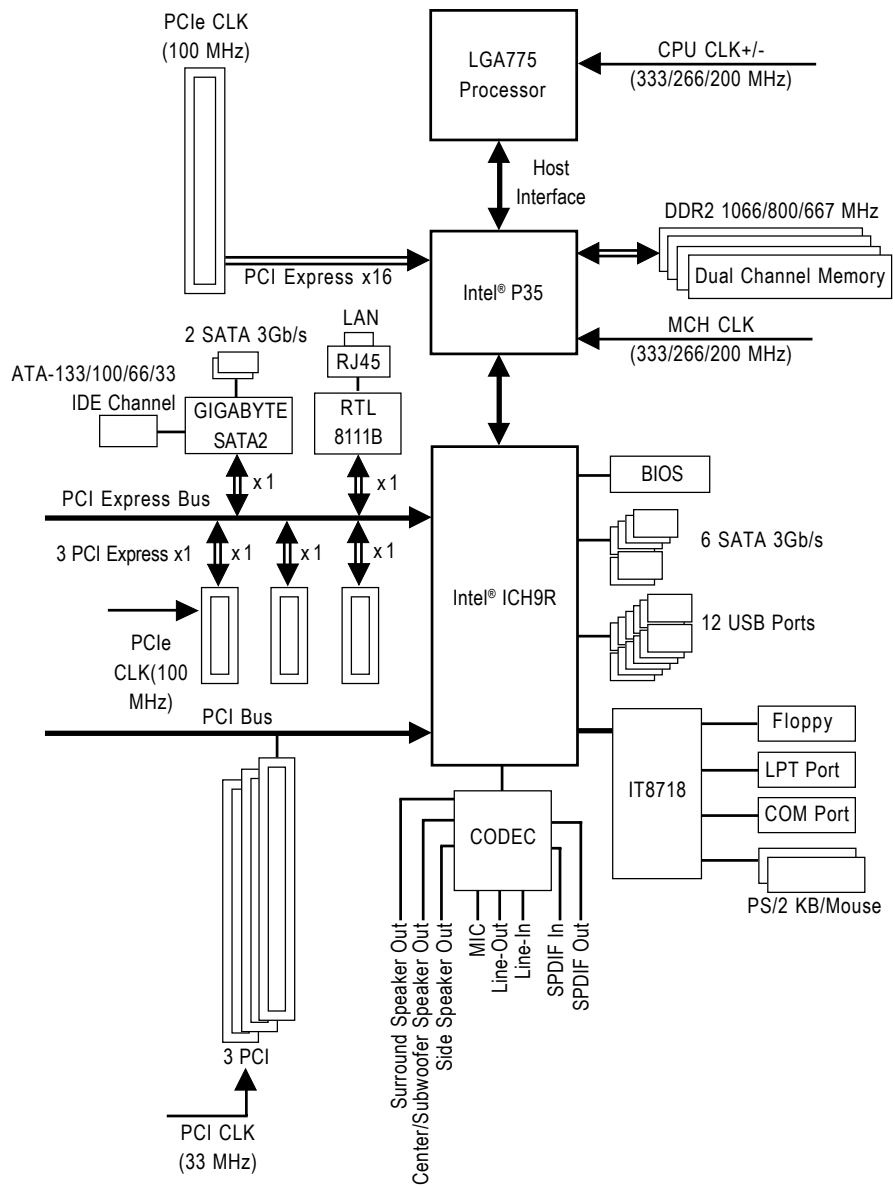 PCIe CLK
(100 MHz)
LGA775
Processor
CPU CLK+/-
(333/266/200 MHz)
Host
Interface
DDR2 1066/800/667 MHz
Dual Channel Memory
PCI Express x16
Intel® P35
MCH CLK
(333/266/200 MHz)
LAN
RJ45
2 SATA 3Gb/s
ATA-133/100/66/33
IDE Channel
GIGABYTE
SATA2
RTL
8111B
x1
x1
PCI Express Bus
BIOS
3 PCI Express x1
x1
x1
x1
6 SATA 3Gb/s
Intel® ICH9R
12 USB Ports
PCIe
CLK(100
MHz)
PCI Bus
IT8718
Floppy
LPT Port
COM Port
PS/2 KB/Mouse
CODEC
Surround Speaker Out
Center/Subwoofer Speaker Out
Side Speaker Out
MIC
Line-Out
Line-In
SPDIF In
SPDIF Out
3 PCI
PCI CLK
(33 MHz)